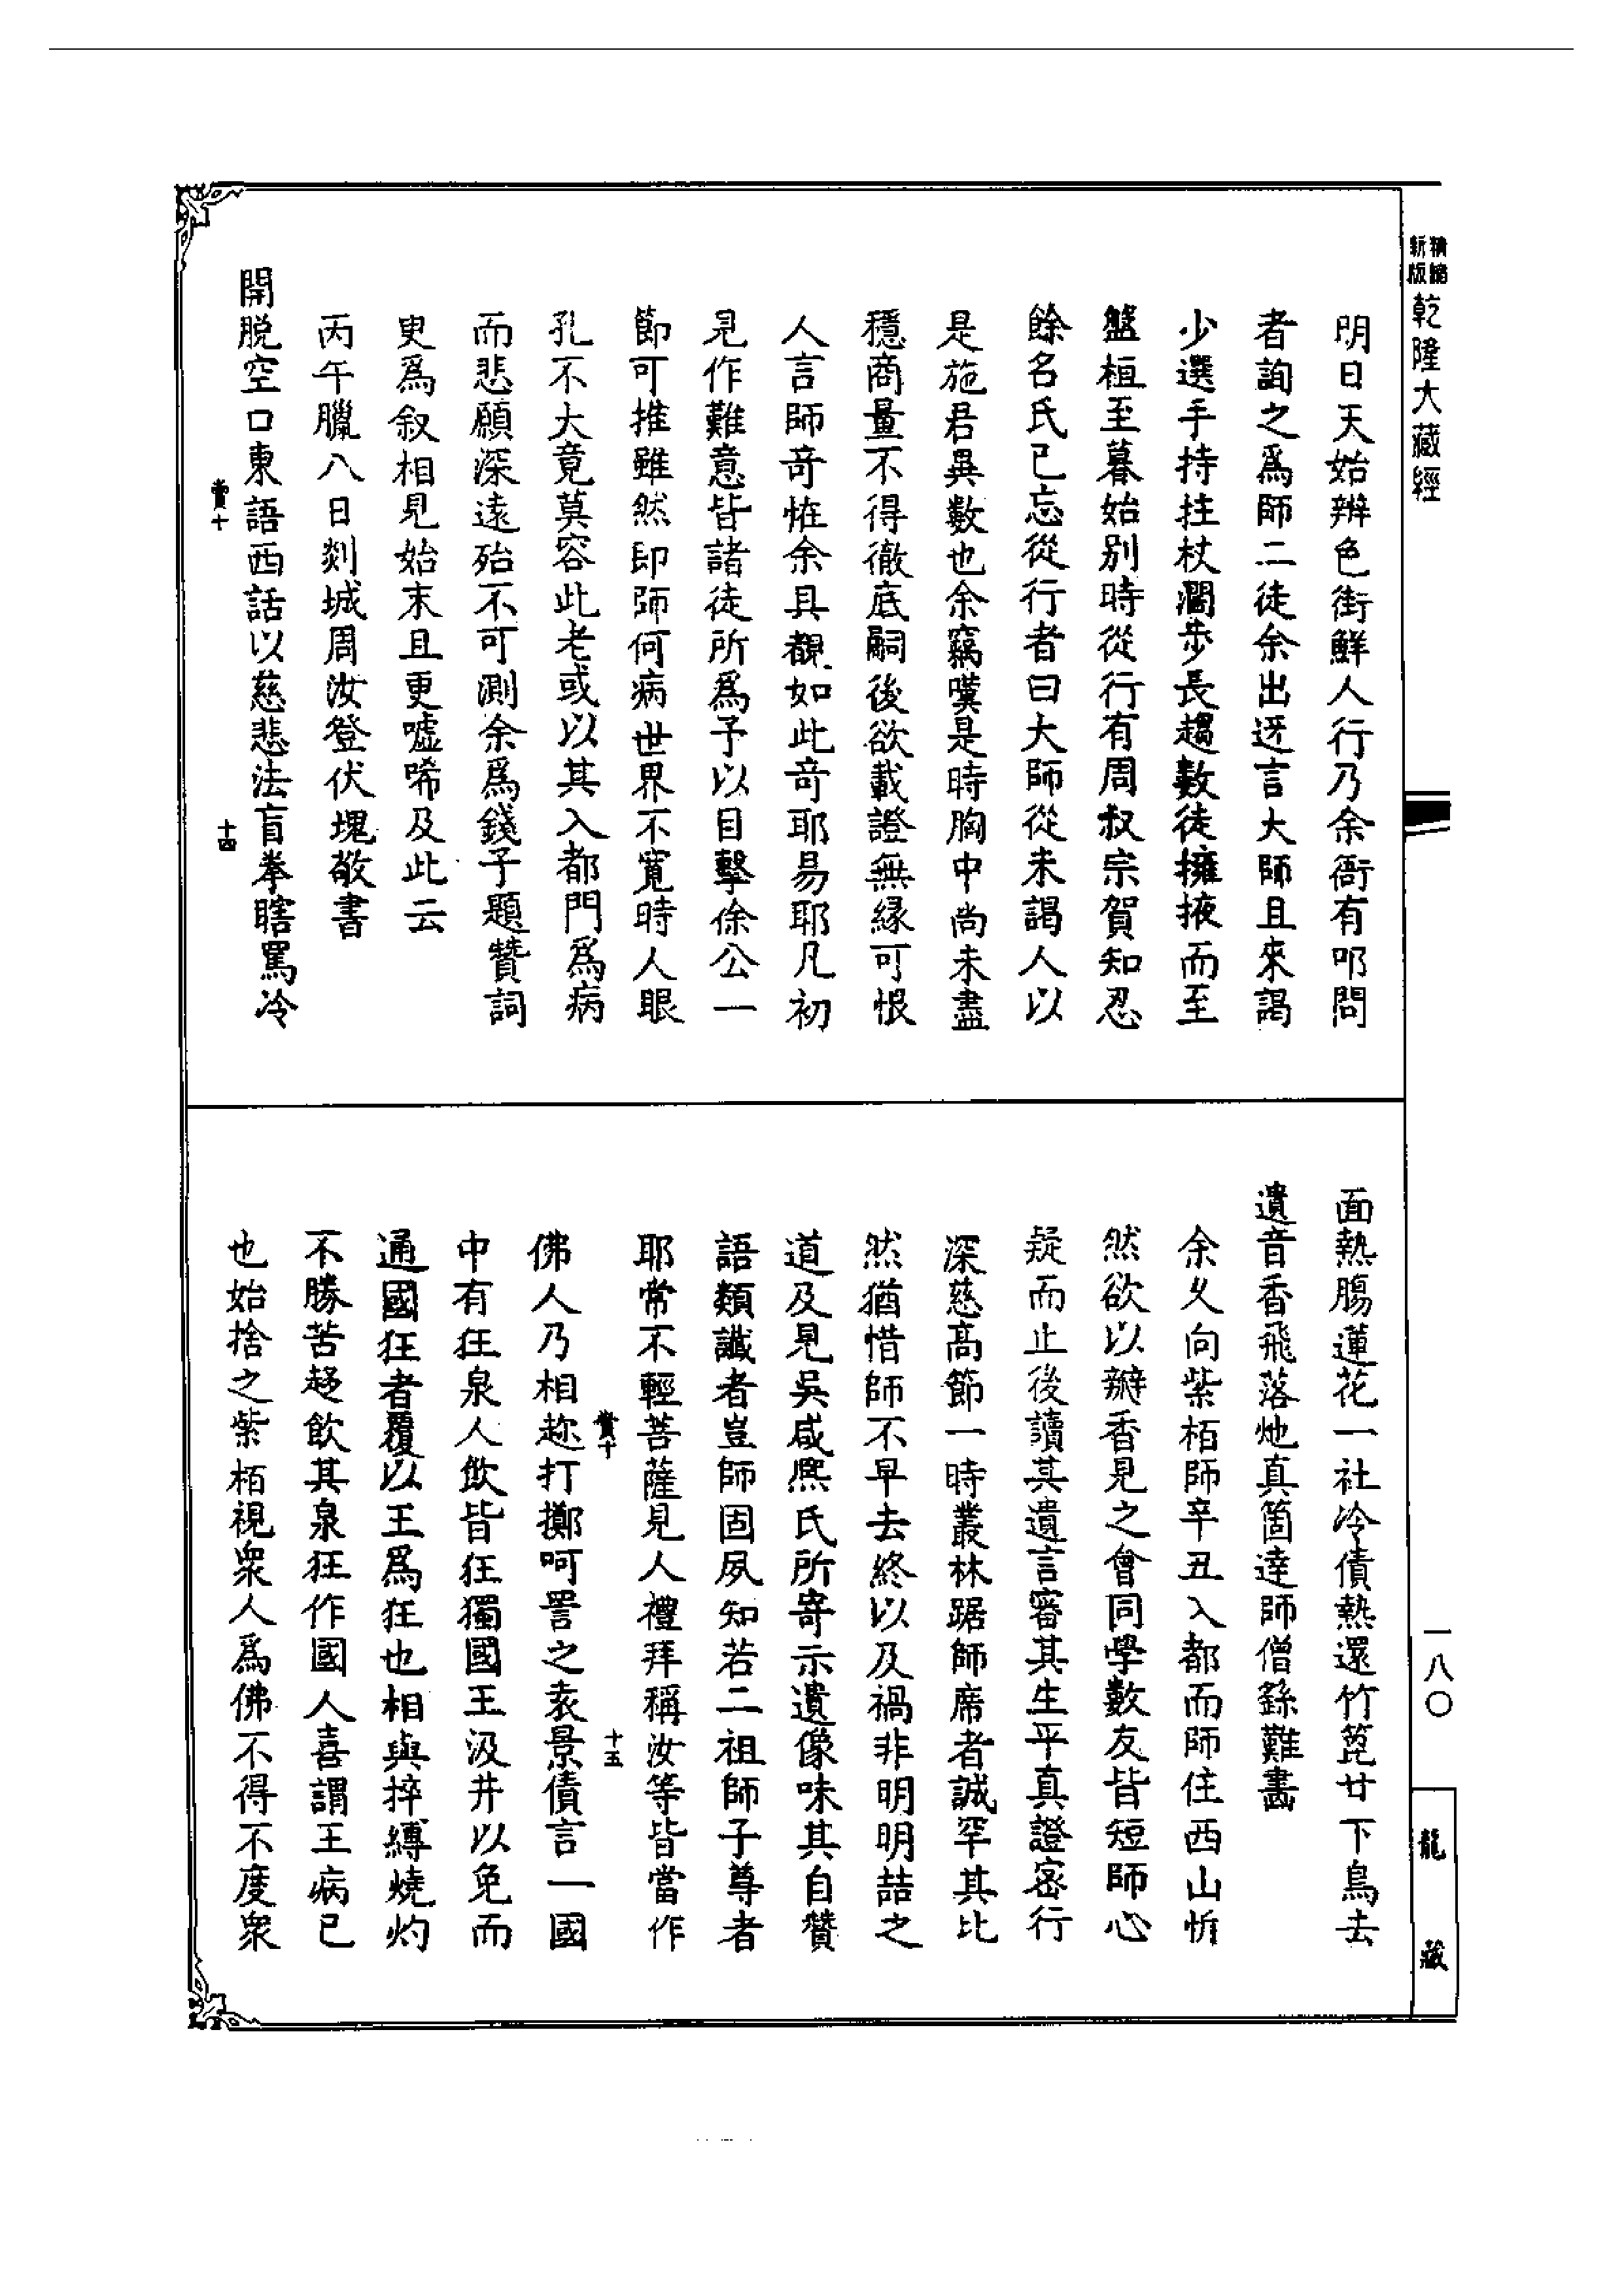 精繕
新版
乾隆大藏經
一八〇
龍藏
明日天始辨色街鮮人行乃余衙有叩問
者詢之爲師二徒余出迓言大師且來謁
少選手持拄杖濶步長趨數徒擁掖而至
盤桓至暮始别時從行有周叔宗賀知忍
餘名氏已忘從行者曰大師從未謁人以
是施君異數也余竊嘆是時胸中尚未盡
穩商量不得徹底嗣後欲載證無緣可恨
人言師竒恠余具覩如此竒耶易耶凡初
見作難意皆諸徒所爲予以目擊徐公一
節可推雖然卽師何病世界不寬時人眼
孔不大竟莫容此老或以其入都門爲病
而悲願深遠殆不可測余爲錢子題贊詞
更爲叙相見始末且更噓唏及此云
丙午臘八日剡城周汝登伏塊敬書
開脱空口東語西話以慈悲法盲拳瞎罵冷
賞十
十四
面熱腸蓮花一社冷債熱還竹篦廿下鳥去
遺音香飛落灺真箇達師僧繇難畵
余乆向紫栢師辛丑入都而師住西山忻
然欲以瓣香見之會同學數友皆短師心
疑而止後讀其遺言審其生平真證密行
深慈高節一時叢林踞師席者誠罕其比
然猶惜師不早去終以及禍非明明喆之
道及見吳咸熈氏所寄示遺像味其自贊
語類讖者豈師固夙知若二祖師子尊者
耶常不輕菩薩見人禮拜稱汝等皆當作
賞十
十五
佛人乃相趂打擲呵詈之袁景倩言一國
中有狂泉人飲皆狂獨國王汲井以免而
通國狂者覆以王爲狂也相與捽縛燒灼
不勝苦趍飲其泉狂作國人喜謂王病已
也始捨之紫栢視衆人爲佛不得不度衆